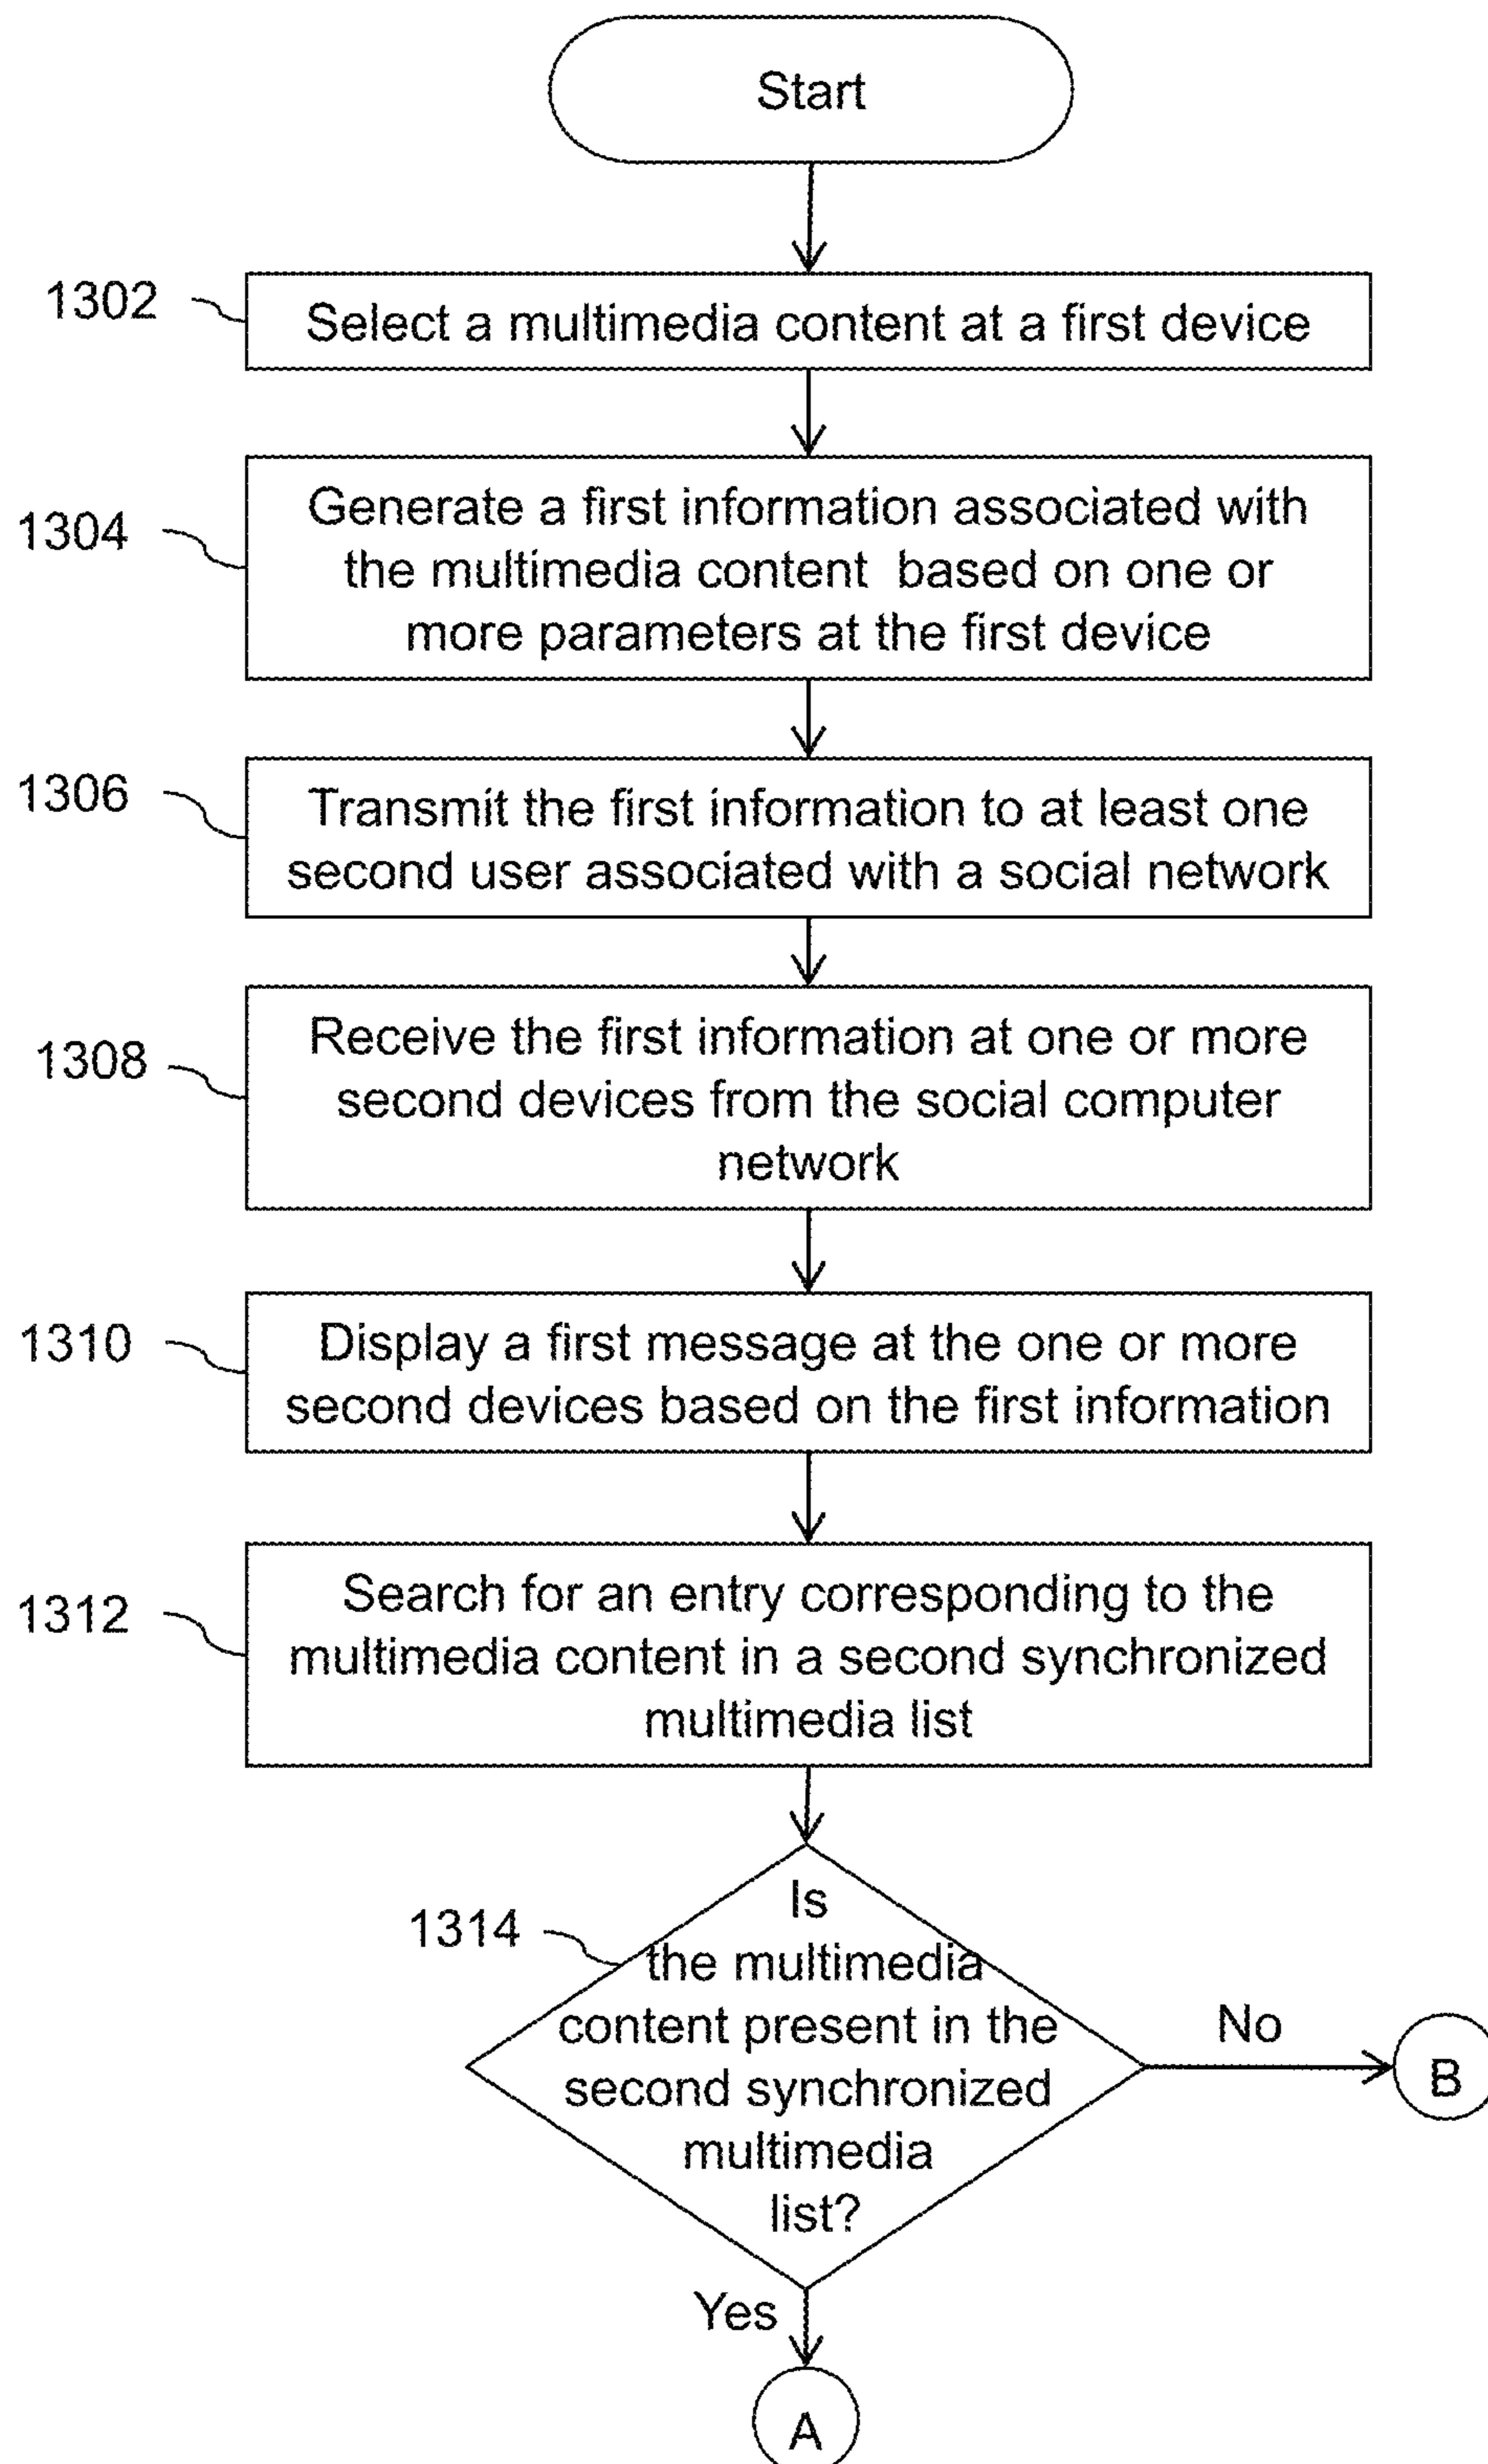 Start
1302
Select a multimedia content at a first device
1304
Generate a first information associated with
the multimedia content based on one or
more parameters at the first device
1306
Transmit the first information to at least one
second user associated with a social network
1308
Receive the first information at one or more
second devices from the social computer
network
1310
Display a first message at the one or more
second devices based on the first information
1312
Search for an entry corresponding to the
multimedia content in a second synchronized
multimedia list
1314
Is
the multimedia
content present in the
second synchronized
multimedia
list?
No
B
Yes
A